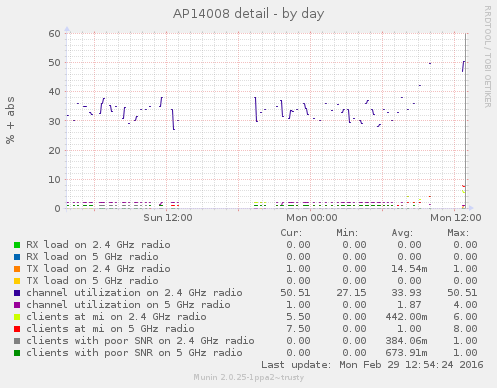 AP14008 detail - by day
RRDTOOL / TOBI OETIKER
% + abs
60
50
40
30
20
10
0
Sun 12:00 Mon 00:00 Mon 12:00
Cur: Min: Avg: Max:
RX load on 2.4 GHz radio 0.00 0.00 0.00 0.00
RX load on 5 GHz radio 0.00 0.00 0.00 0.00
TX load on 2.4 GHz radio 1.00 0.00 14.54m 1.00
TX load on 5 GHz radio 0.00 0.00 0.00 0.00
channel utilization on 2.4 GHz radio 50.51 27.15 33.93 50.51
channel utilization on 5 GHz radio 1.00 0.00 1.87 4.00
clients at mi on 2.4 GHz radio 5.50 0.00 442.00m 6.00
clients at mi on 5 GHz radio 7.50 0.00 1.00 8.00
clients with poor SNR on 2.4 GHz radio 0.00 0.00 384.06m 1.00
clients with poor SNR on 5 GHz radio 0.00 0.00 673.91m 1.00
Last update: Mon Feb 29 12:54:24 2016
Munin 2.0.25-1ppa2~trusty